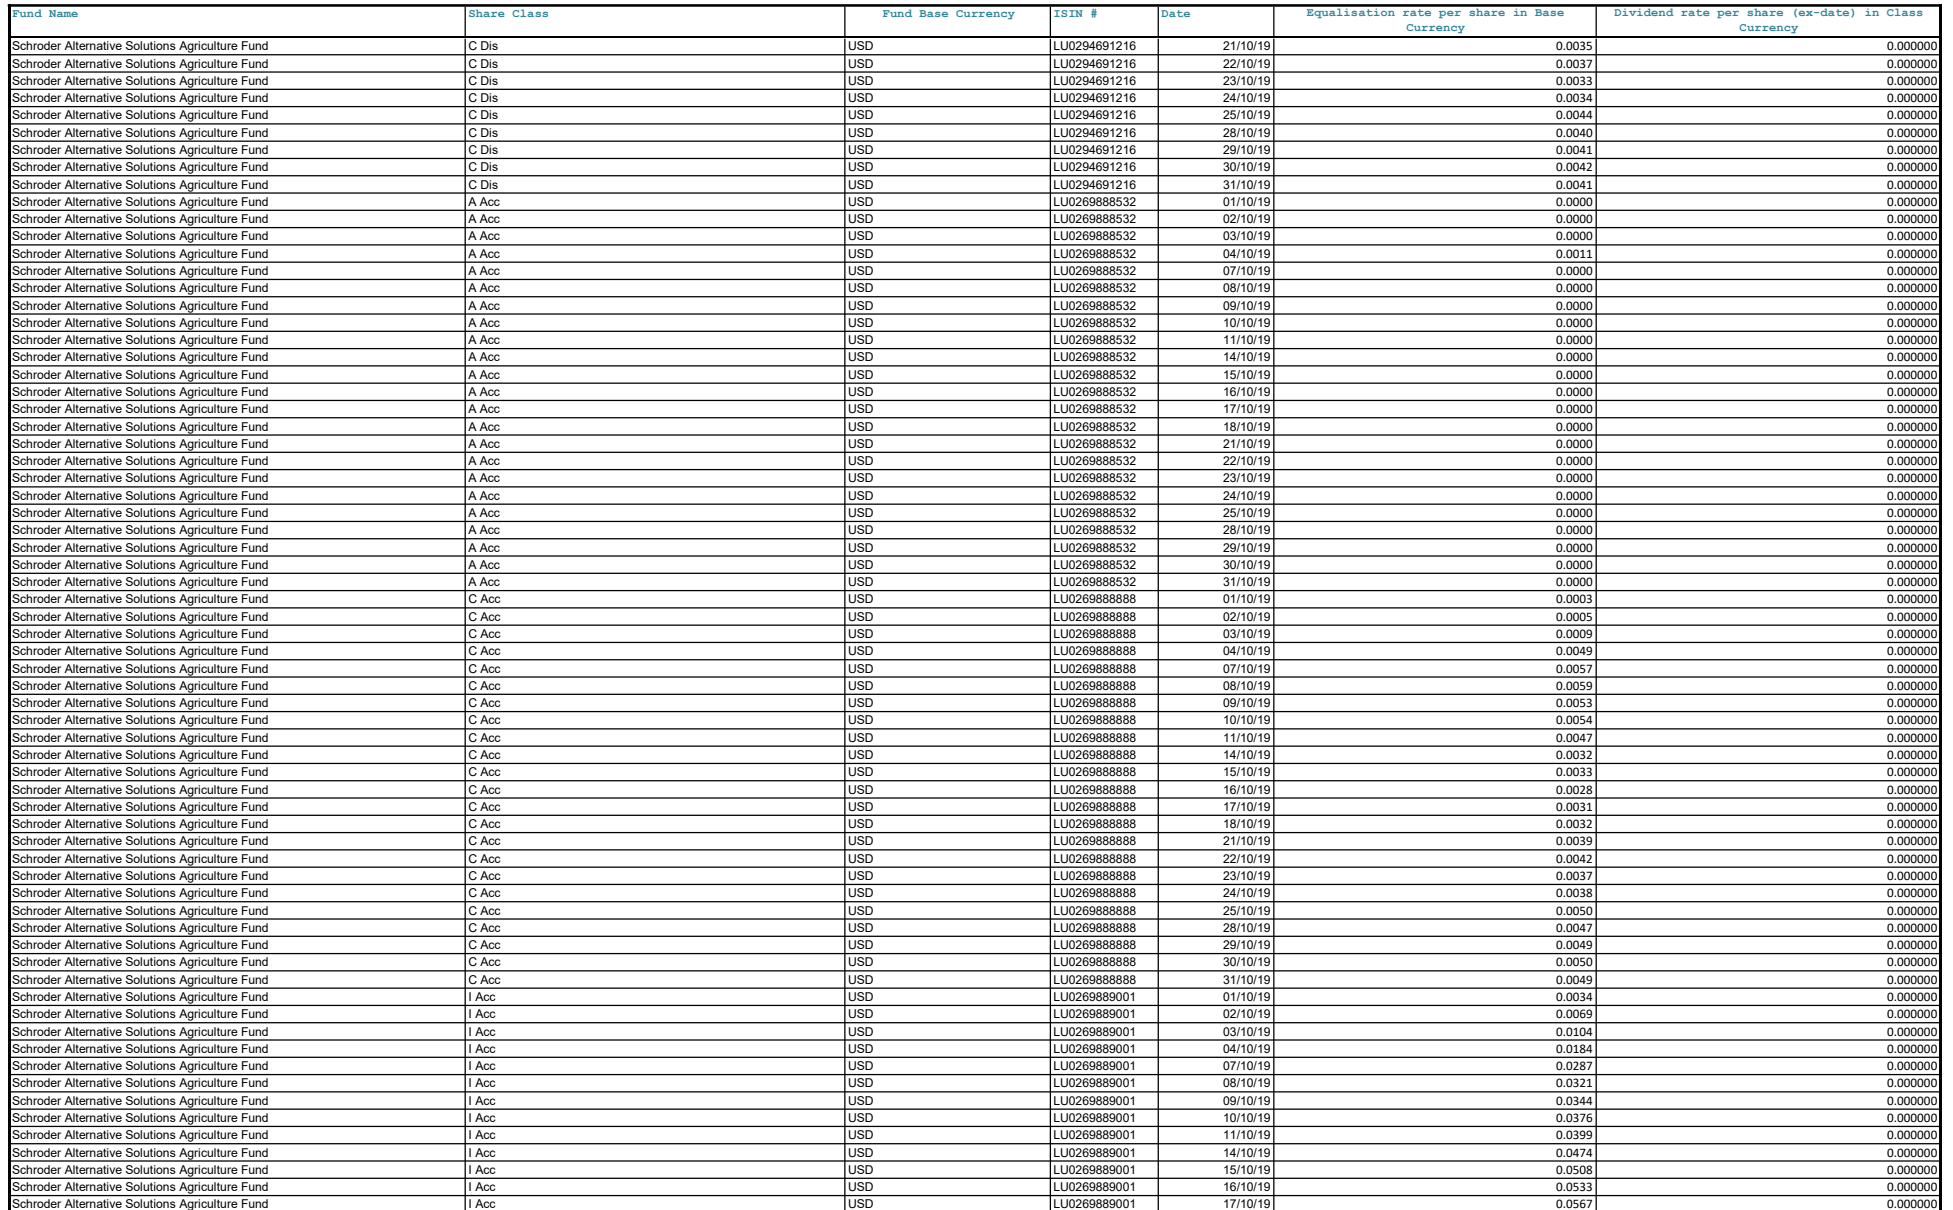 Fund Name Share Class Fund Base Currency ISIN # Date Equalisation rate per share in Base Currency Dividend rate per share (ex-date) in Class Currency
Schroder Alternative Solutions Agriculture Fund C Dis USD LU0294691216 21/10/19 0.0035 0.000000
Schroder Alternative Solutions Agriculture Fund C Dis USD LU0294691216 22/10/19 0.0037 0.000000
Schroder Alternative Solutions Agriculture Fund C Dis USD LU0294691216 23/10/19 0.0033 0.000000
Schroder Alternative Solutions Agriculture Fund C Dis USD LU0294691216 24/10/19 0.0034 0.000000
Schroder Alternative Solutions Agriculture Fund C Dis USD LU0294691216 25/10/19 0.0044 0.000000
Schroder Alternative Solutions Agriculture Fund C Dis USD LU0294691216 28/10/19 0.0040 0.000000
Schroder Alternative Solutions Agriculture Fund C Dis USD LU0294691216 29/10/19 0.0041 0.000000
Schroder Alternative Solutions Agriculture Fund C Dis USD LU0294691216 30/10/19 0.0042 0.000000
Schroder Alternative Solutions Agriculture Fund C Dis USD LU0294691216 31/10/19 0.0041 0.000000
Schroder Alternative Solutions Agriculture Fund A Acc USD LU0269888532 01/10/19 0.0000 0.000000
Schroder Alternative Solutions Agriculture Fund A Acc USD LU0269888532 02/10/19 0.0000 0.000000
Schroder Alternative Solutions Agriculture Fund A Acc USD LU0269888532 03/10/19 0.0000 0.000000
Schroder Alternative Solutions Agriculture Fund A Acc USD LU0269888532 04/10/19 0.0011 0.000000
Schroder Alternative Solutions Agriculture Fund A Acc USD LU0269888532 07/10/19 0.0000 0.000000
Schroder Alternative Solutions Agriculture Fund A Acc USD LU0269888532 08/10/19 0.0000 0.000000
Schroder Alternative Solutions Agriculture Fund A Acc USD LU0269888532 09/10/19 0.0000 0.000000
Schroder Alternative Solutions Agriculture Fund A Acc USD LU0269888532 10/10/19 0.0000 0.000000
Schroder Alternative Solutions Agriculture Fund A Acc USD LU0269888532 11/10/19 0.0000 0.000000
Schroder Alternative Solutions Agriculture Fund A Acc USD LU0269888532 14/10/19 0.0000 0.000000
Schroder Alternative Solutions Agriculture Fund A Acc USD LU0269888532 15/10/19 0.0000 0.000000
Schroder Alternative Solutions Agriculture Fund A Acc USD LU0269888532 16/10/19 0.0000 0.000000
Schroder Alternative Solutions Agriculture Fund A Acc USD LU0269888532 17/10/19 0.0000 0.000000
Schroder Alternative Solutions Agriculture Fund A Acc USD LU0269888532 18/10/19 0.0000 0.000000
Schroder Alternative Solutions Agriculture Fund A Acc USD LU0269888532 21/10/19 0.0000 0.000000
Schroder Alternative Solutions Agriculture Fund A Acc USD LU0269888532 22/10/19 0.0000 0.000000
Schroder Alternative Solutions Agriculture Fund A Acc USD LU0269888532 23/10/19 0.0000 0.000000
Schroder Alternative Solutions Agriculture Fund A Acc USD LU0269888532 24/10/19 0.0000 0.000000
Schroder Alternative Solutions Agriculture Fund A Acc USD LU0269888532 25/10/19 0.0000 0.000000
Schroder Alternative Solutions Agriculture Fund A Acc USD LU0269888532 28/10/19 0.0000 0.000000
Schroder Alternative Solutions Agriculture Fund A Acc USD LU0269888532 29/10/19 0.0000 0.000000
Schroder Alternative Solutions Agriculture Fund A Acc USD LU0269888532 30/10/19 0.0000 0.000000
Schroder Alternative Solutions Agriculture Fund A Acc USD LU0269888532 31/10/19 0.0000 0.000000
Schroder Alternative Solutions Agriculture Fund C Acc USD LU0269888888 01/10/19 0.0003 0.000000
Schroder Alternative Solutions Agriculture Fund C Acc USD LU0269888888 02/10/19 0.0005 0.000000
Schroder Alternative Solutions Agriculture Fund C Acc USD LU0269888888 03/10/19 0.0009 0.000000
Schroder Alternative Solutions Agriculture Fund C Acc USD LU0269888888 04/10/19 0.0049 0.000000
Schroder Alternative Solutions Agriculture Fund C Acc USD LU0269888888 07/10/19 0.0057 0.000000
Schroder Alternative Solutions Agriculture Fund C Acc USD LU0269888888 08/10/19 0.0059 0.000000
Schroder Alternative Solutions Agriculture Fund C Acc USD LU0269888888 09/10/19 0.0053 0.000000
Schroder Alternative Solutions Agriculture Fund C Acc USD LU0269888888 10/10/19 0.0054 0.000000
Schroder Alternative Solutions Agriculture Fund C Acc USD LU0269888888 11/10/19 0.0047 0.000000
Schroder Alternative Solutions Agriculture Fund C Acc USD LU0269888888 14/10/19 0.0032 0.000000
Schroder Alternative Solutions Agriculture Fund C Acc USD LU0269888888 15/10/19 0.0033 0.000000
Schroder Alternative Solutions Agriculture Fund C Acc USD LU0269888888 16/10/19 0.0028 0.000000
Schroder Alternative Solutions Agriculture Fund C Acc USD LU0269888888 17/10/19 0.0031 0.000000
Schroder Alternative Solutions Agriculture Fund C Acc USD LU0269888888 18/10/19 0.0032 0.000000
Schroder Alternative Solutions Agriculture Fund C Acc USD LU0269888888 21/10/19 0.0039 0.000000
Schroder Alternative Solutions Agriculture Fund C Acc USD LU0269888888 22/10/19 0.0042 0.000000
Schroder Alternative Solutions Agriculture Fund C Acc USD LU0269888888 23/10/19 0.0037 0.000000
Schroder Alternative Solutions Agriculture Fund C Acc USD LU0269888888 24/10/19 0.0038 0.000000
Schroder Alternative Solutions Agriculture Fund C Acc USD LU0269888888 25/10/19 0.0050 0.000000
Schroder Alternative Solutions Agriculture Fund C Acc USD LU0269888888 28/10/19 0.0047 0.000000
Schroder Alternative Solutions Agriculture Fund C Acc USD LU0269888888 29/10/19 0.0049 0.000000
Schroder Alternative Solutions Agriculture Fund C Acc USD LU0269888888 30/10/19 0.0050 0.000000
Schroder Alternative Solutions Agriculture Fund C Acc USD LU0269888888 31/10/19 0.0049 0.000000
Schroder Alternative Solutions Agriculture Fund I Acc USD LU0269889001 01/10/19 0.0034 0.000000
Schroder Alternative Solutions Agriculture Fund I Acc USD LU0269889001 02/10/19 0.0069 0.000000
Schroder Alternative Solutions Agriculture Fund I Acc USD LU0269889001 03/10/19 0.0104 0.000000
Schroder Alternative Solutions Agriculture Fund I Acc USD LU0269889001 04/10/19 0.0184 0.000000
Schroder Alternative Solutions Agriculture Fund I Acc USD LU0269889001 07/10/19 0.0287 0.000000
Schroder Alternative Solutions Agriculture Fund I Acc USD LU0269889001 08/10/19 0.0321 0.000000
Schroder Alternative Solutions Agriculture Fund I Acc USD LU0269889001 09/10/19 0.0344 0.000000
Schroder Alternative Solutions Agriculture Fund I Acc USD LU0269889001 10/10/19 0.0376 0.000000
Schroder Alternative Solutions Agriculture Fund I Acc USD LU0269889001 11/10/19 0.0399 0.000000
Schroder Alternative Solutions Agriculture Fund I Acc USD LU0269889001 14/10/19 0.0474 0.000000
Schroder Alternative Solutions Agriculture Fund I Acc USD LU0269889001 15/10/19 0.0508 0.000000
Schroder Alternative Solutions Agriculture Fund I Acc USD LU0269889001 16/10/19 0.0533 0.000000
Schroder Alternative Solutions Agriculture Fund I Acc USD LU0269889001 17/10/19 0.0567 0.000000